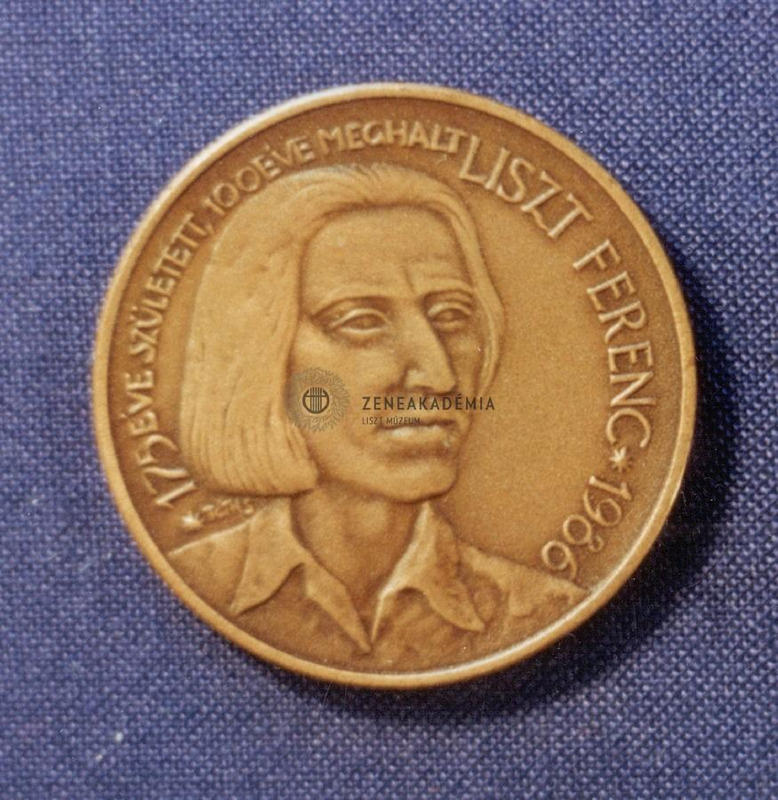 175 ÉVE SZÜLETETT, 100 ÉVE MEGHALT LISZT FERENC * 1986
ZENEAKADÉMIA
LISZT MÚZEUM